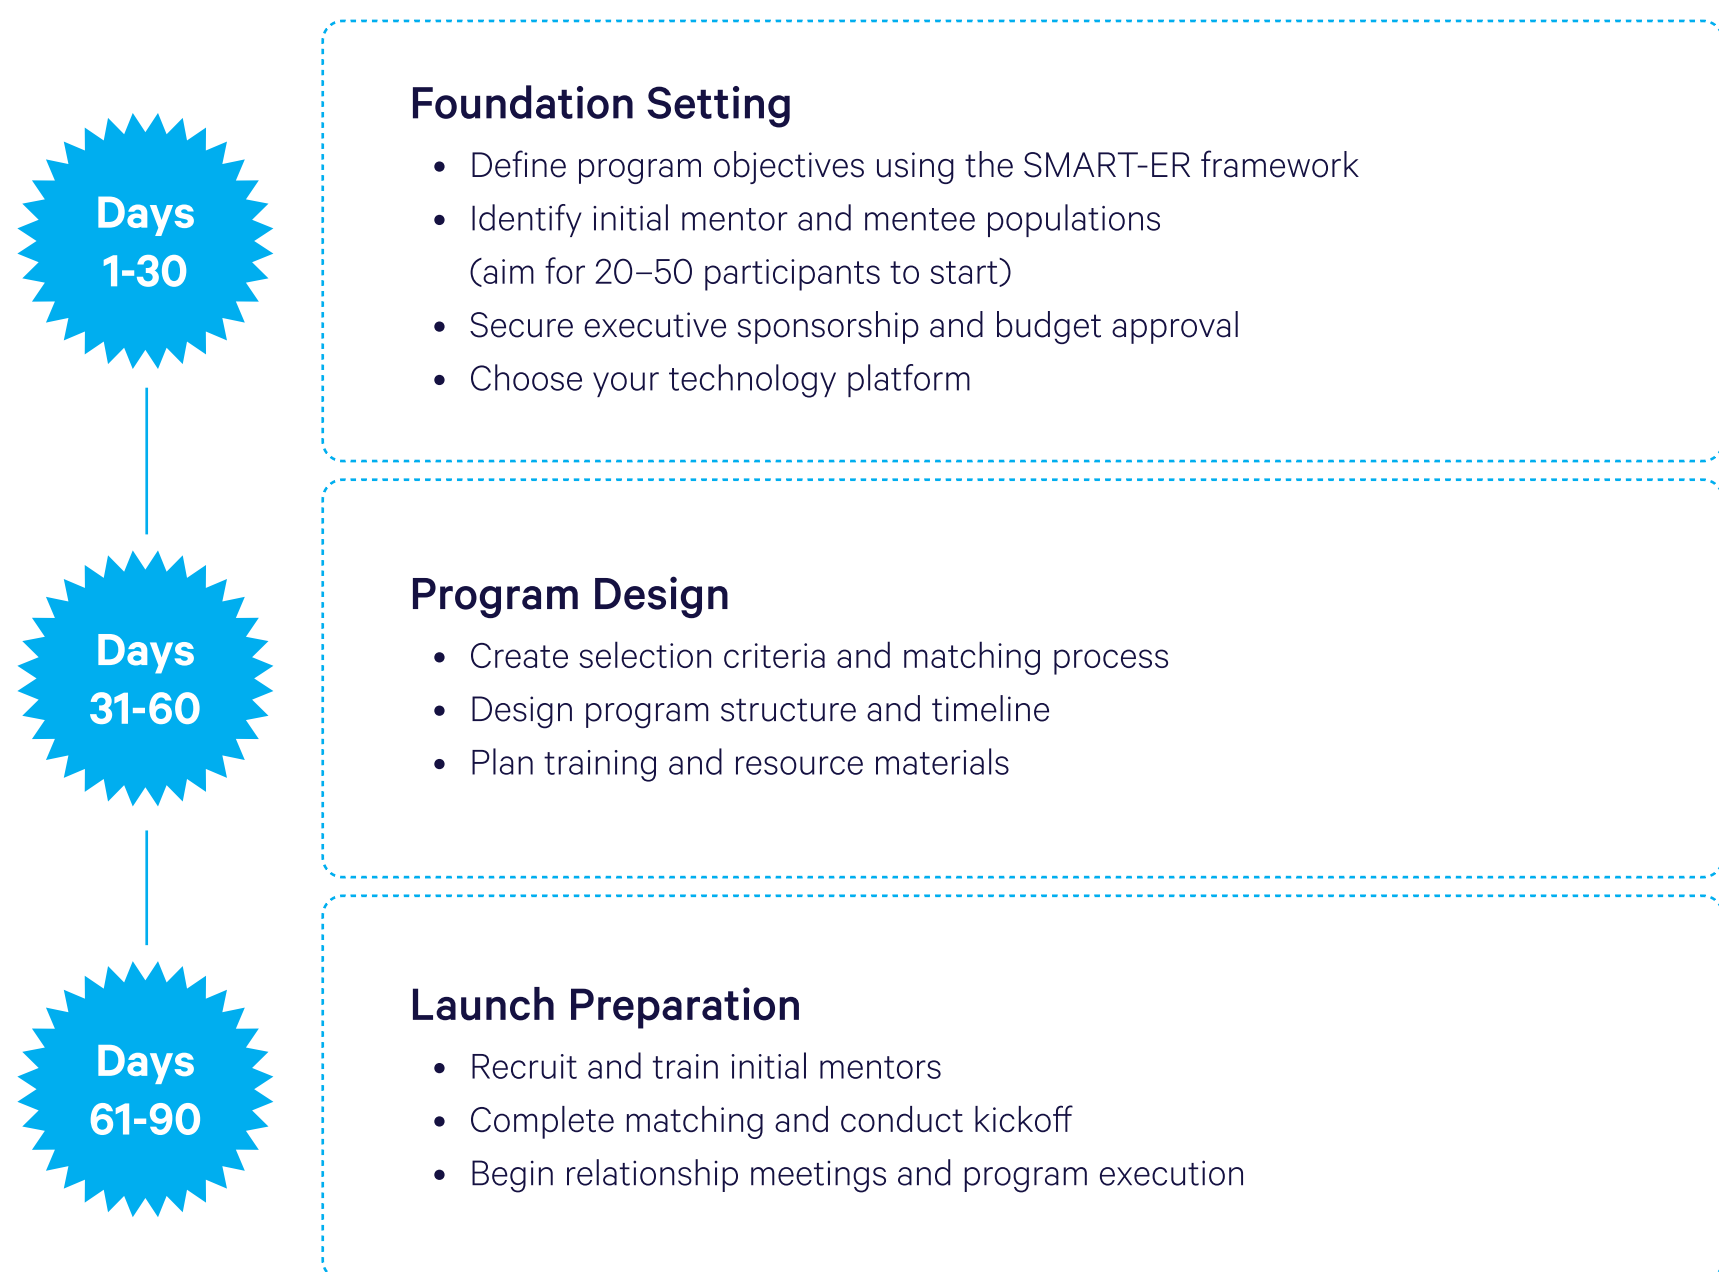 Days
1-30
Foundation Setting
• Define program objectives using the SMART-ER framework
• Identify initial mentor and mentee populations
(aim for 20–50 participants to start)
• Secure executive sponsorship and budget approval
• Choose your technology platform
Days
31-60
Program Design
• Create selection criteria and matching process
• Design program structure and timeline
• Plan training and resource materials
Days
61-90
Launch Preparation
• Recruit and train initial mentors
• Complete matching and conduct kickoff
• Begin relationship meetings and program execution